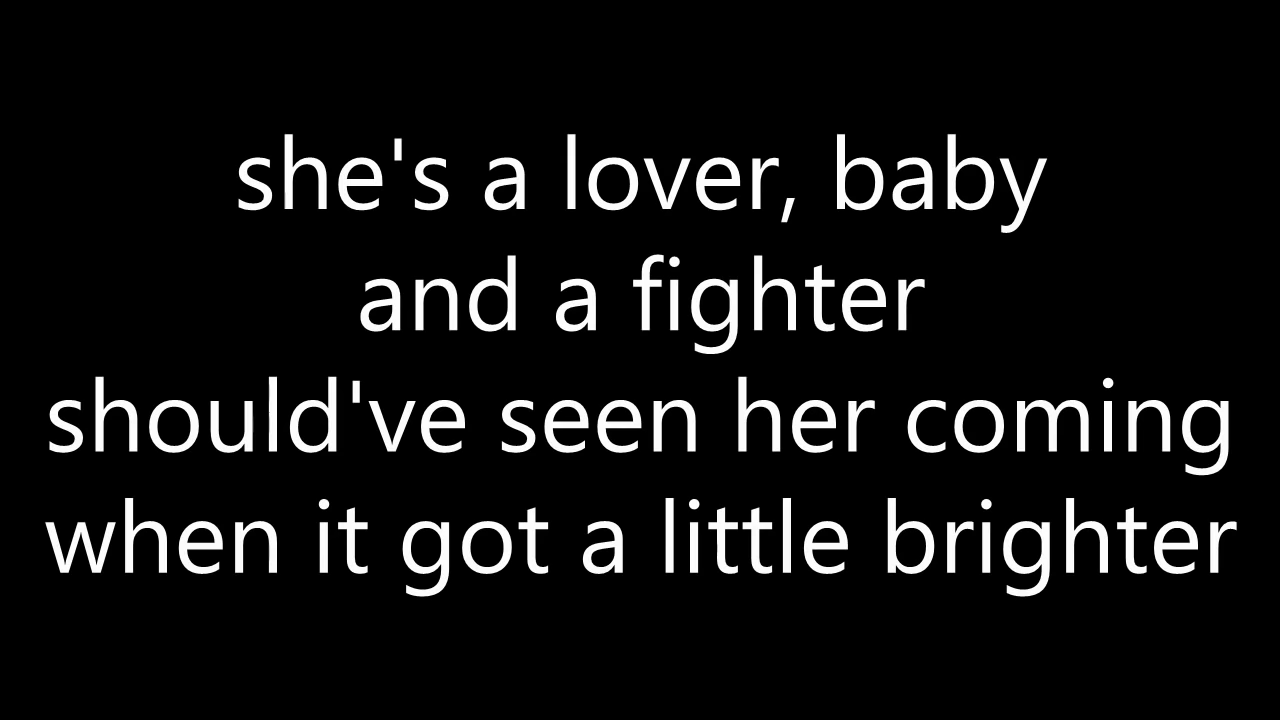 she's a lover, baby
and a fighter
should've seen her coming
when it got a little brighter